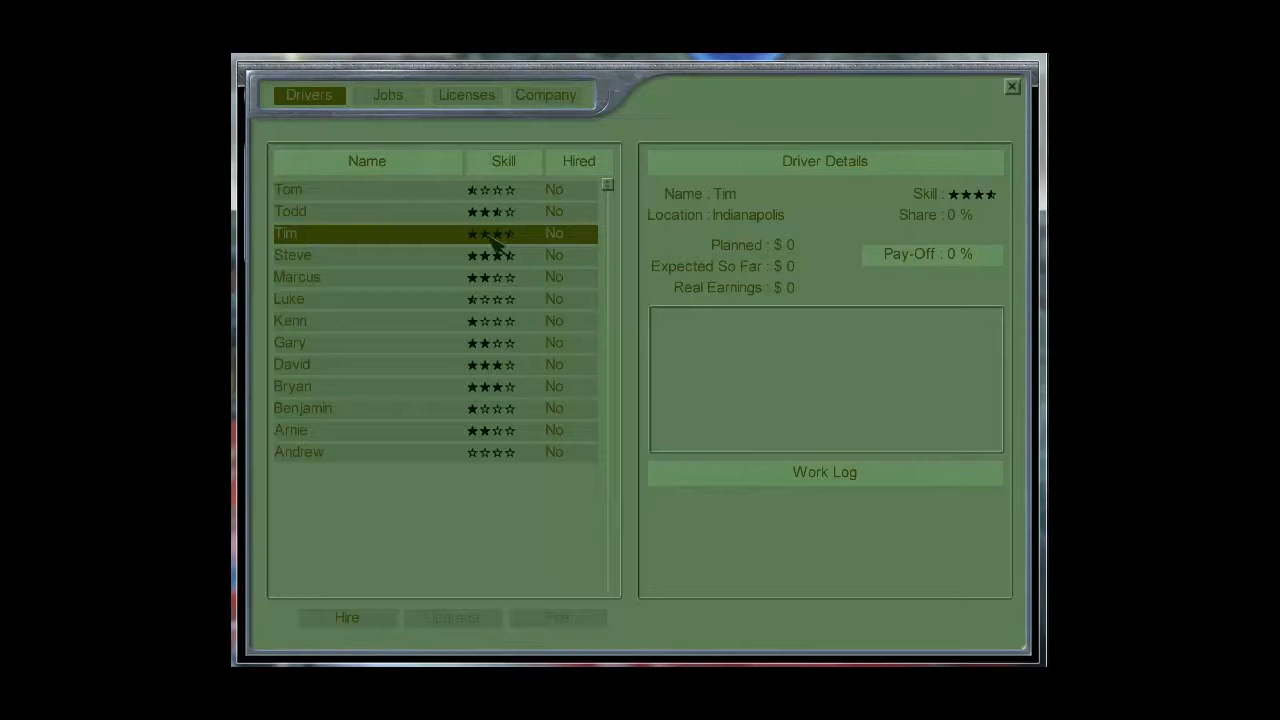 Drivers Jobs Licenses Company
Name Skill Hired
Tom No
Todd No
Tim No
Steve No
Marcus No
Luke No
Kenn No
Gary No
David No
Bryan No
Benjamin No
Arnie No
Andrew No
Hire Upgrade Fire
Driver Details
Name : Tim Skill :
Location : Indianapolis Share : 0 %
Planned : $ 0
Pay-Off : 0 %
Expected So Far : $ 0
Real Earnings : $ 0
Work Log